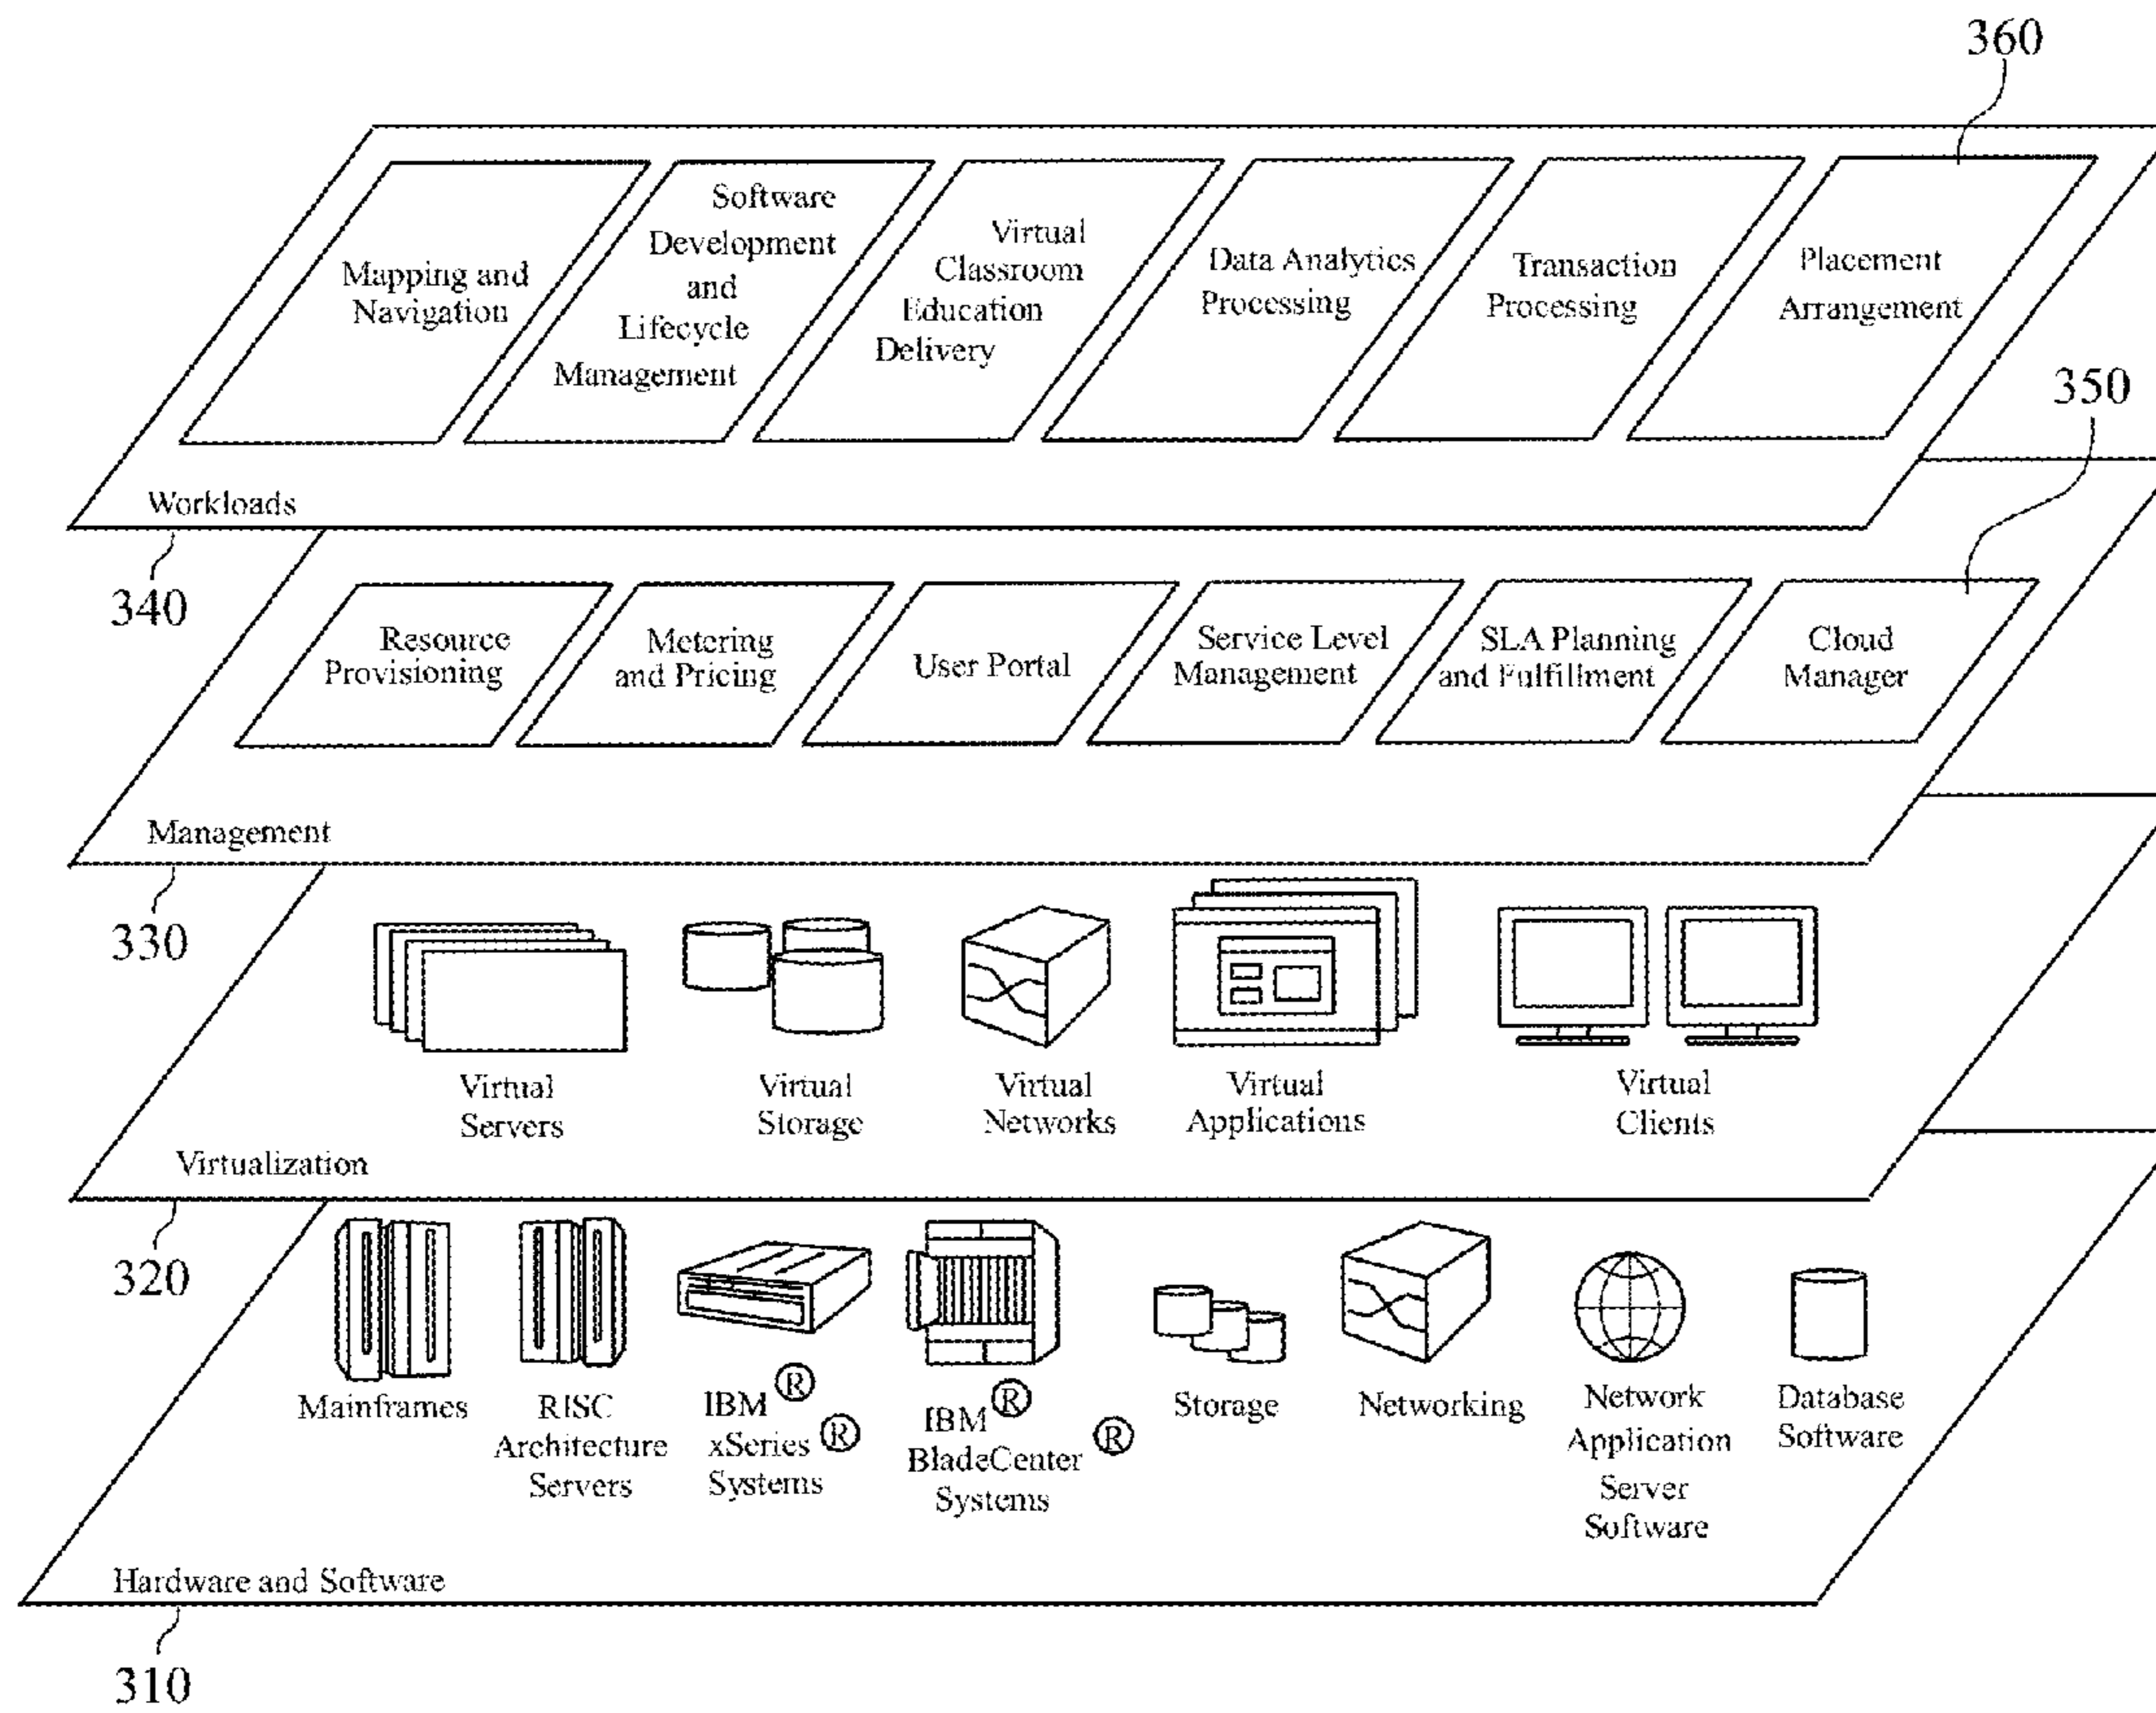 360
Mapping and
Navigation
Software
Development
and
Lifecycle
Management
Virtual
Classroom
Education
Delivery
Data Analytics
Processing
Transaction
Processing
Placement
Arrangement
350
Workloads
340
Resource
Provisioning
Metering
and Pricing
User Portal
Service Level
Management
SLA Planning
and Fulfillment
Cloud
Manager
Management
330
Virtual
Servers
Virtual
Storage
Virtual
Networks
Virtual
Applications
Virtual
Clients
Virtualization
320
Mainframes
RISC
Architecture
Servers
IBM ®
xSeries ®
Systems
IBM ®
BladeCenter ®
Systems
Storage
Networking
Network
Application
Server
Software
Database
Software
Hardware and Software
310